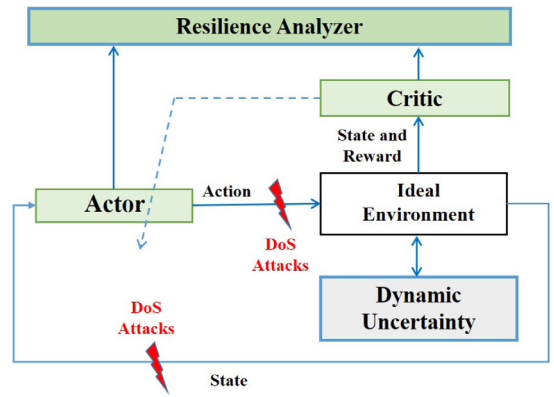 Resilience Analyzer
Critic
State and
Reward
Action
Actor
Ideal
Environment
DoS
Attacks
Dynamic
Uncertainty
DoS
Attacks
State